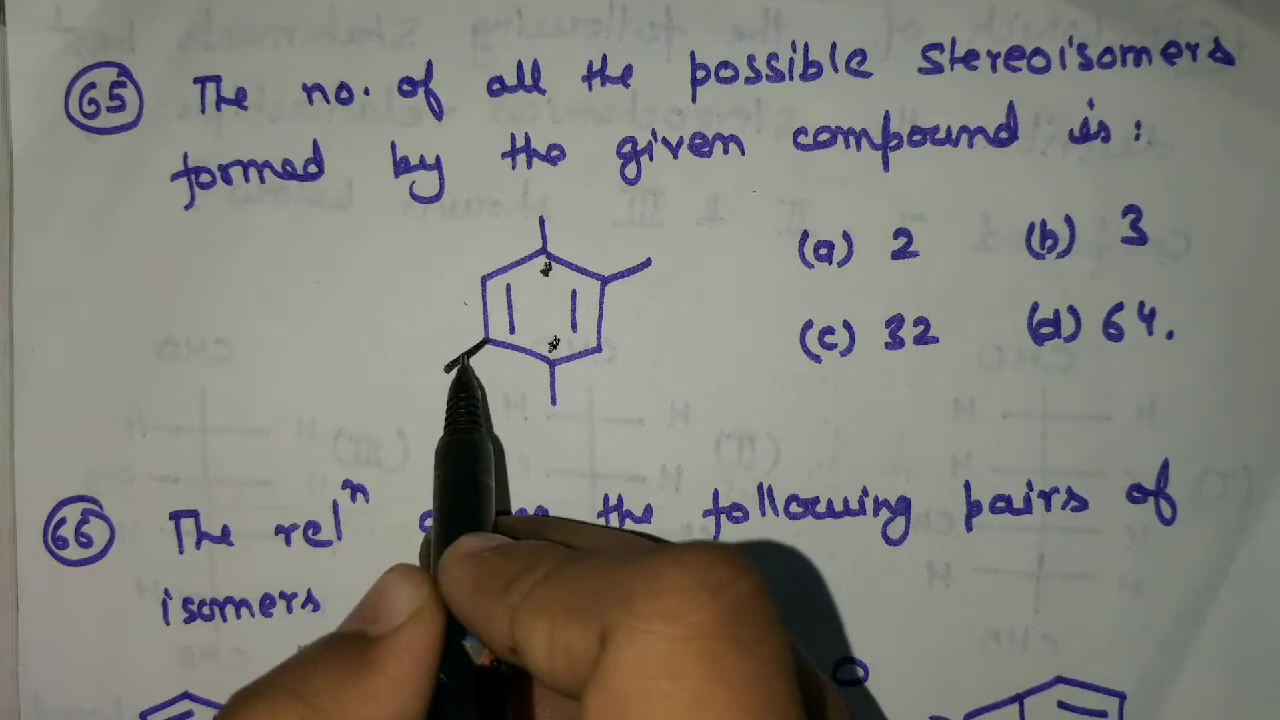 65 The no. of all the possible stereoisomers
formed by the given compound is:
(a) 2 (b) 3
(c) 32 (d) 64.
66 The relⁿ the following pairs of
isomers